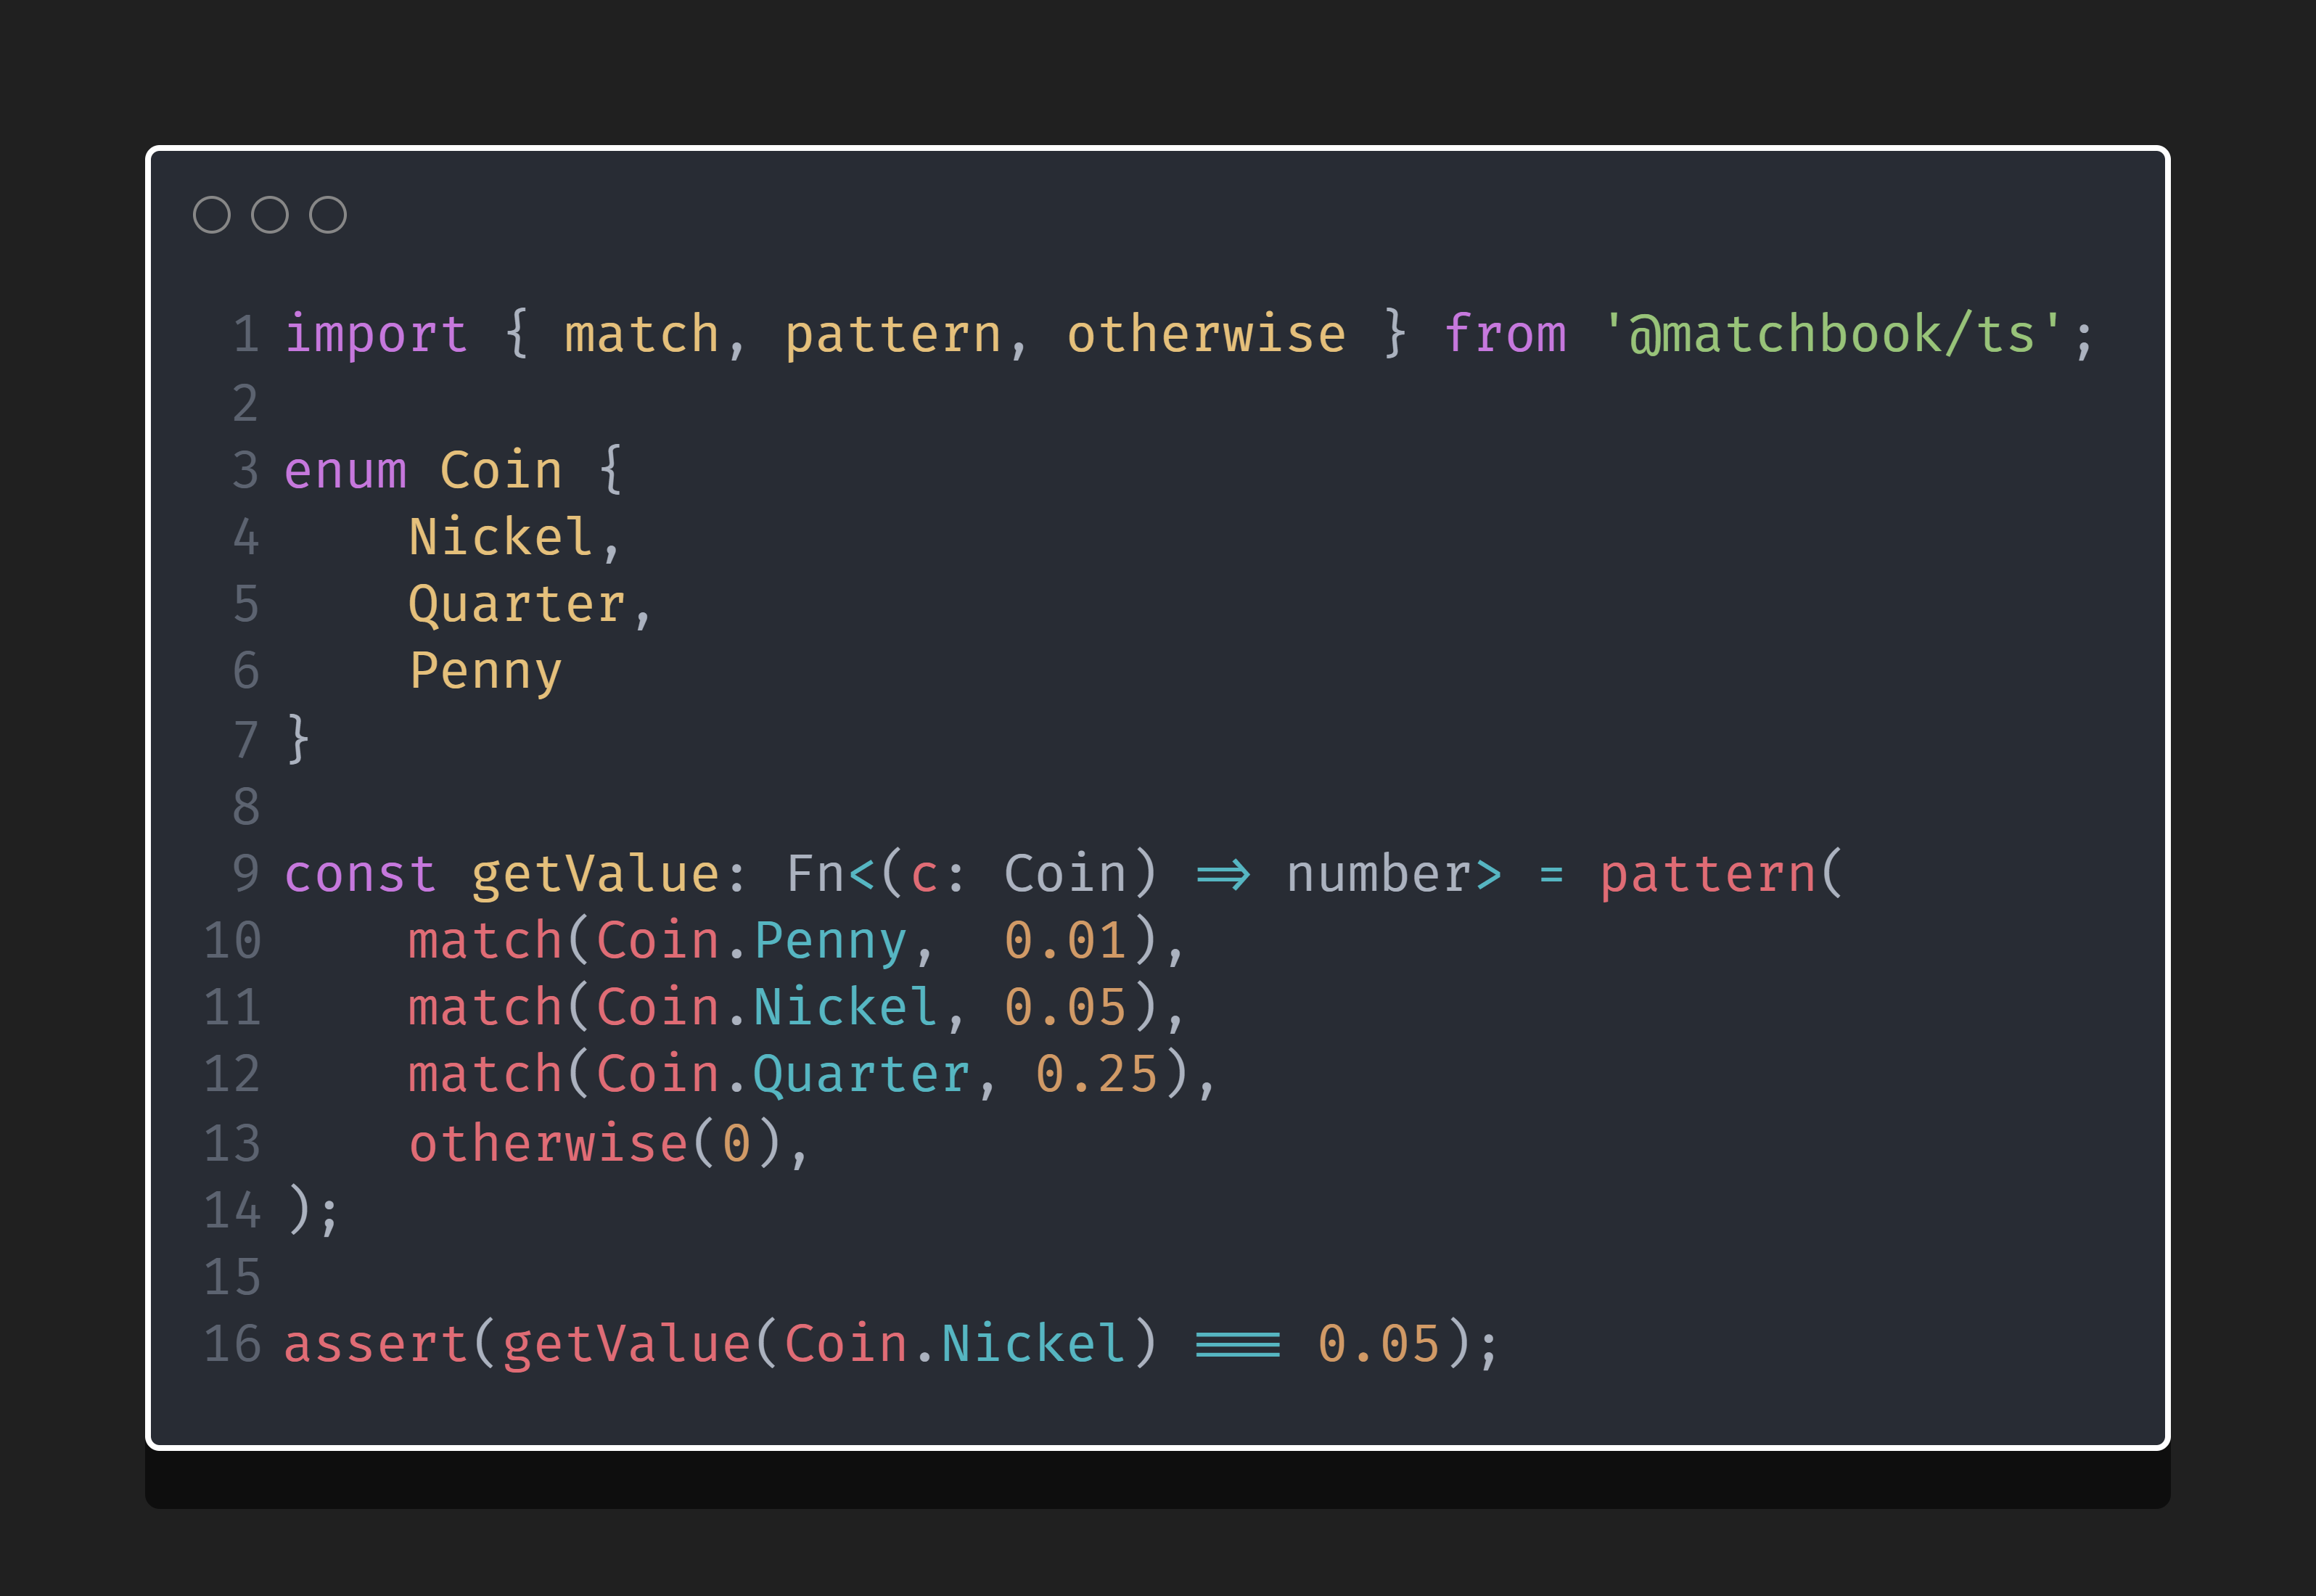 1 import { match, pattern, otherwise } from '@matchbook/ts';
2
3 enum Coin {
4     Nickel,
5     Quarter,
6     Penny
7 }
8
9 const getValue: Fn<(c: Coin) => number> = pattern(
10     match(Coin.Penny,  0.01),
11     match(Coin.Nickel, 0.05),
12     match(Coin.Quarter, 0.25),
13     otherwise(0),
14 );
15
16 assert(getValue(Coin.Nickel) === 0.05);